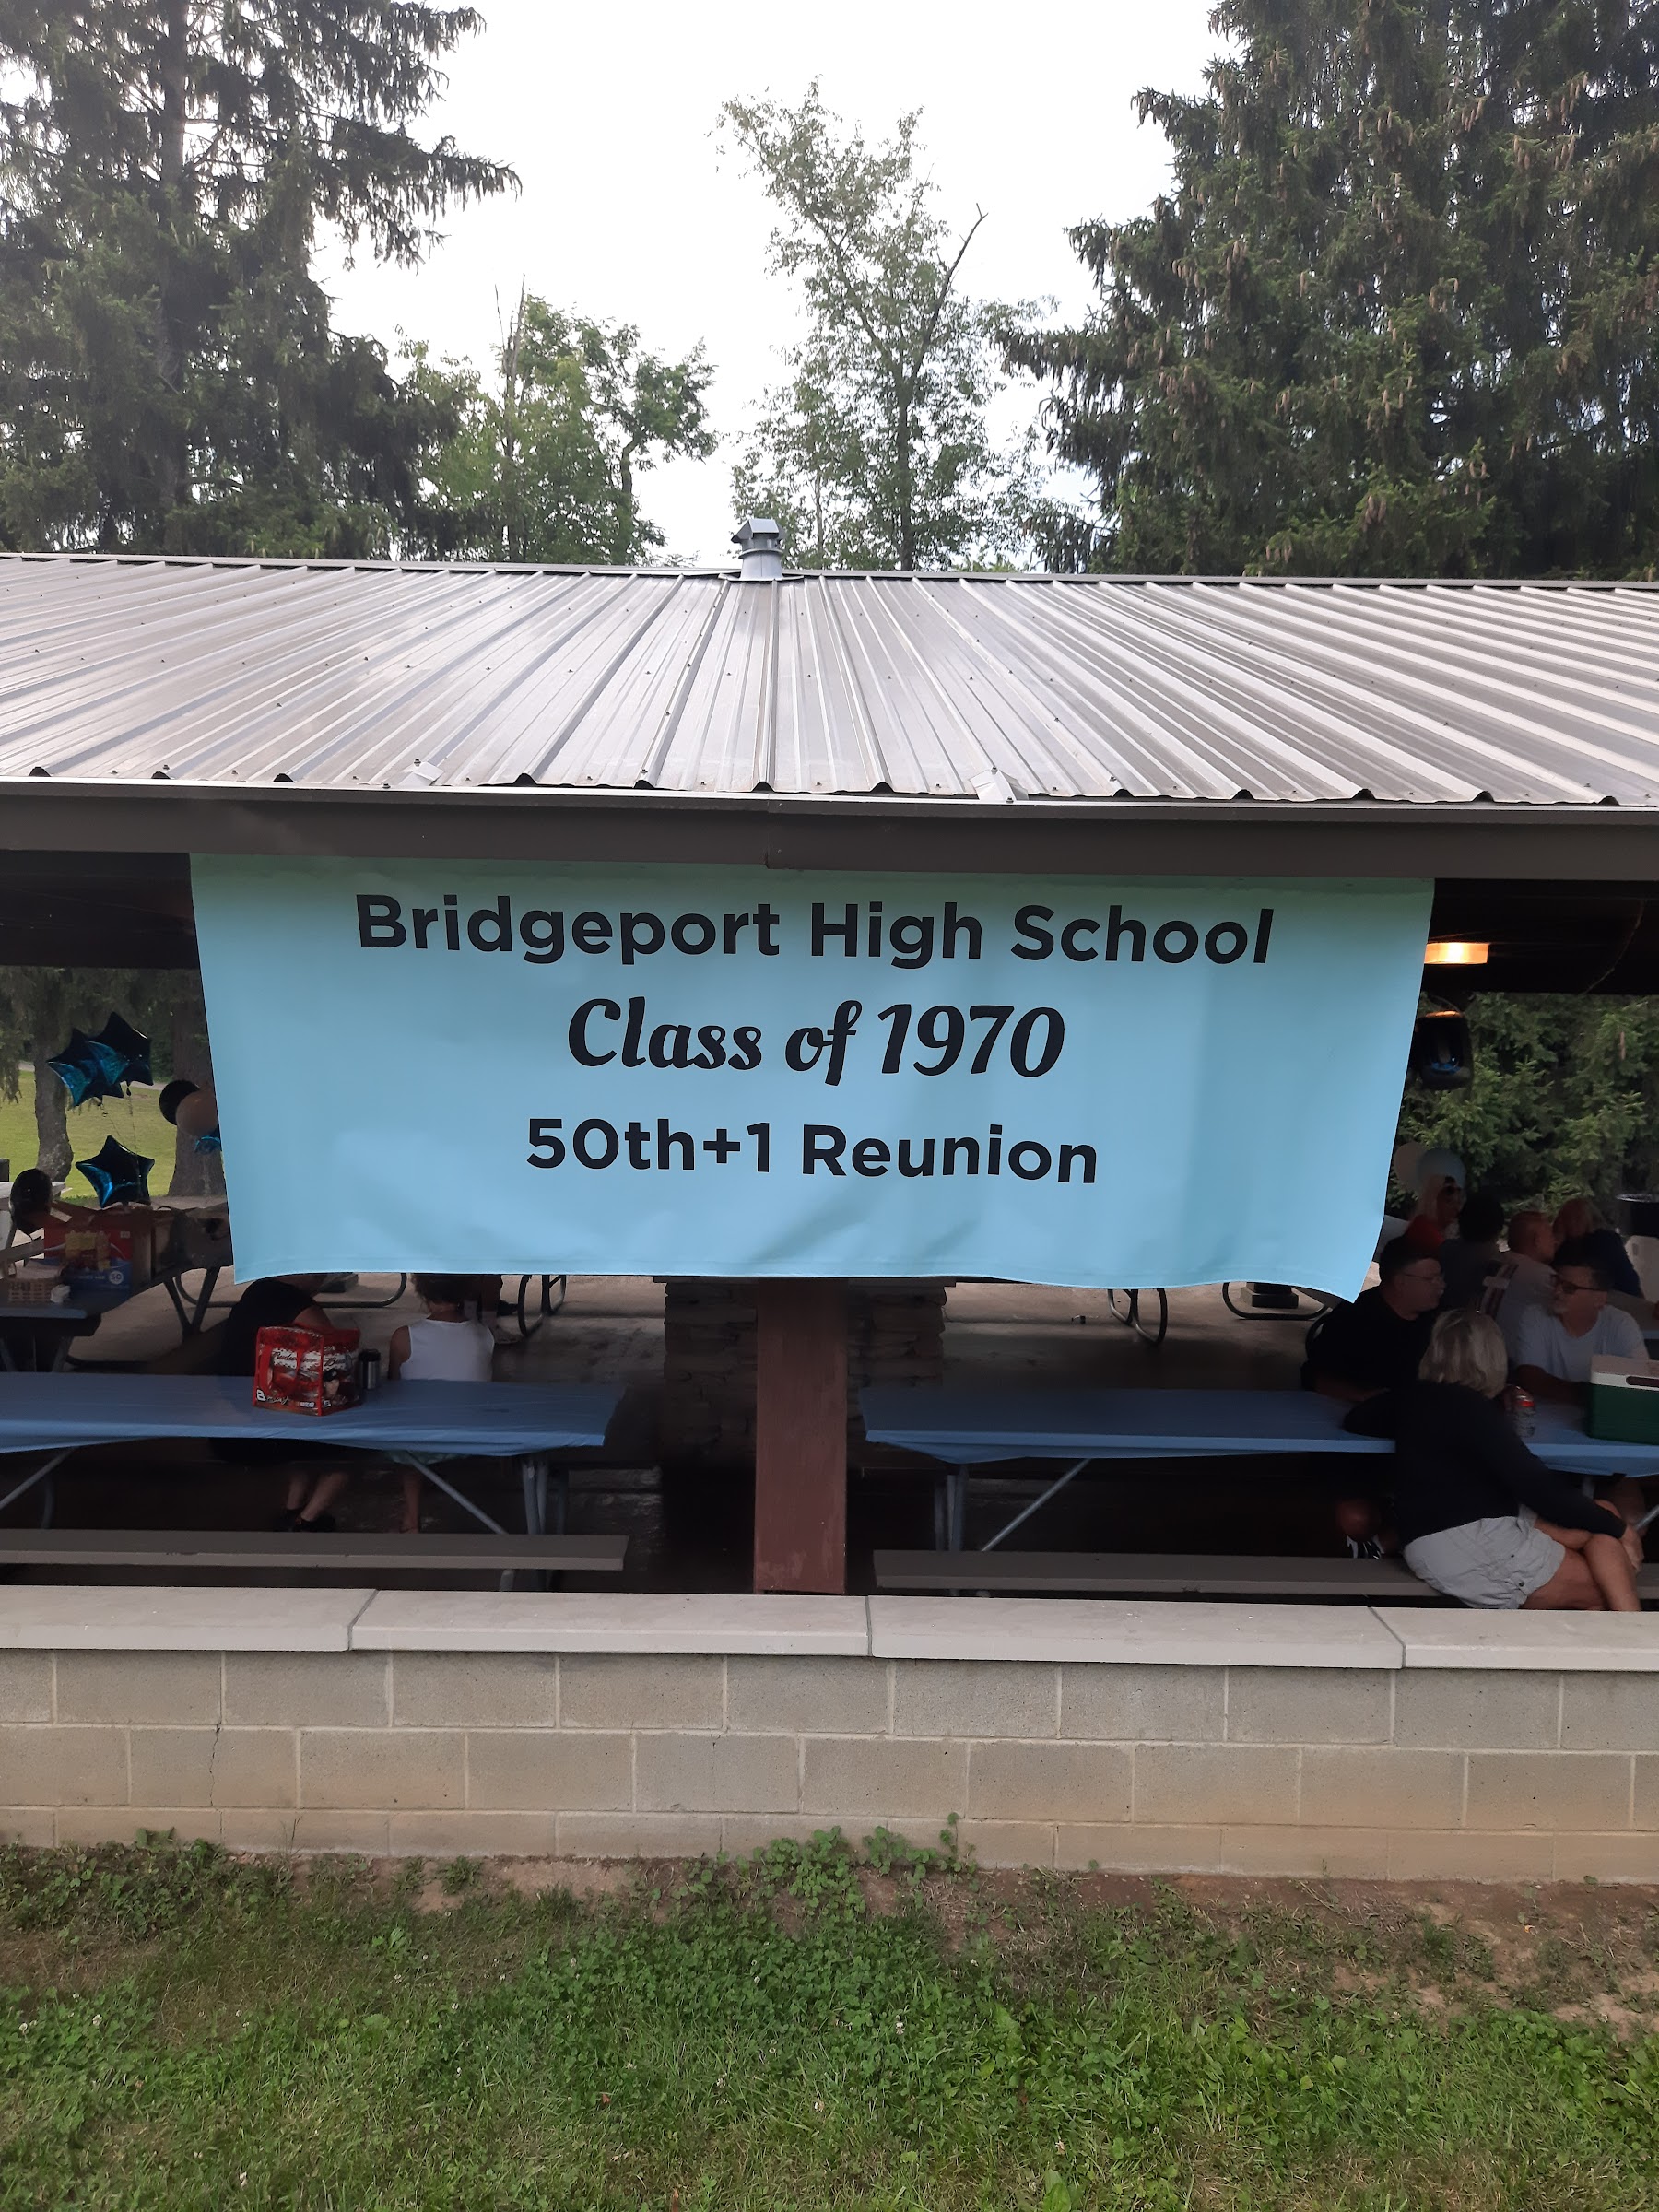 Bridgeport High School
Class of 1970
50th+1 Reunion